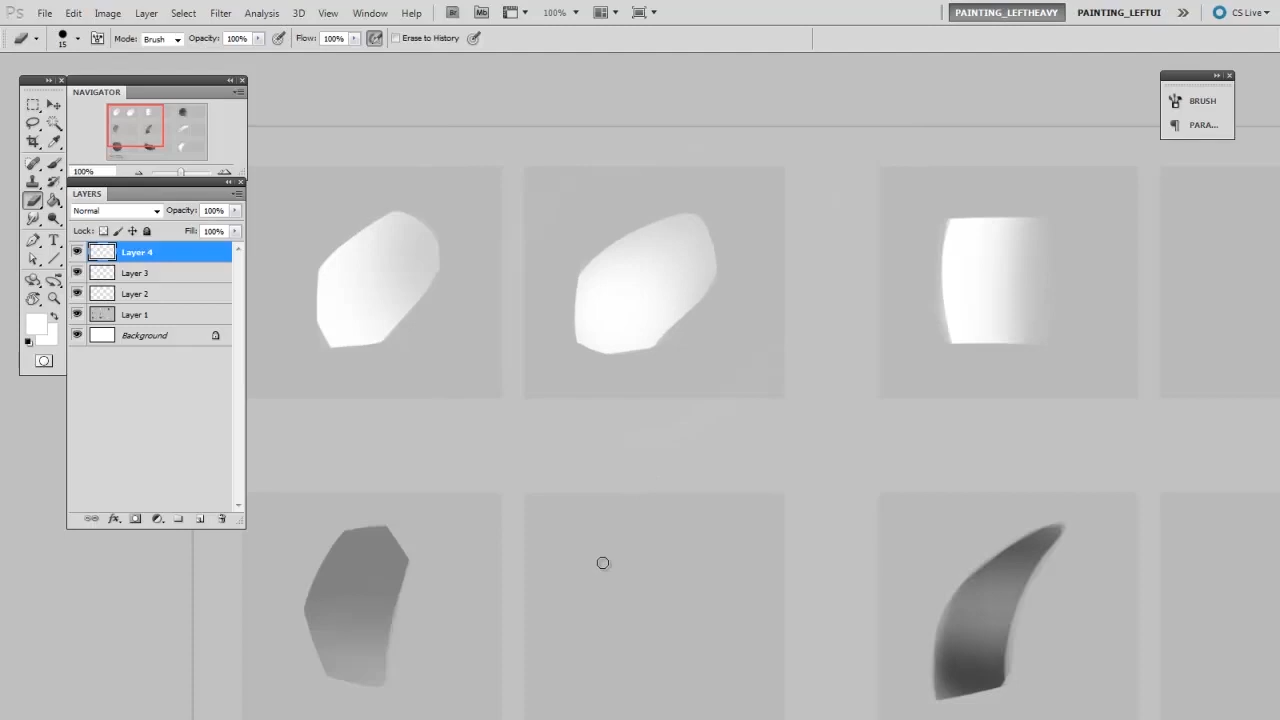 Ps File Edit Image Layer Select Filter Analysis 3D View Window Help Br Mb 100% PAINTING_LEFTHEAVY PAINTING_LEFTUI CS Live
15 Mode: Brush Opacity: 100% Flow: 100% Erase to History
NAVIGATOR
100%
LAYERS
Normal Opacity: 100%
Lock: Fill: 100%
Layer 4
Layer 3
Layer 2
Layer 1
Background
BRUSH
PARA...